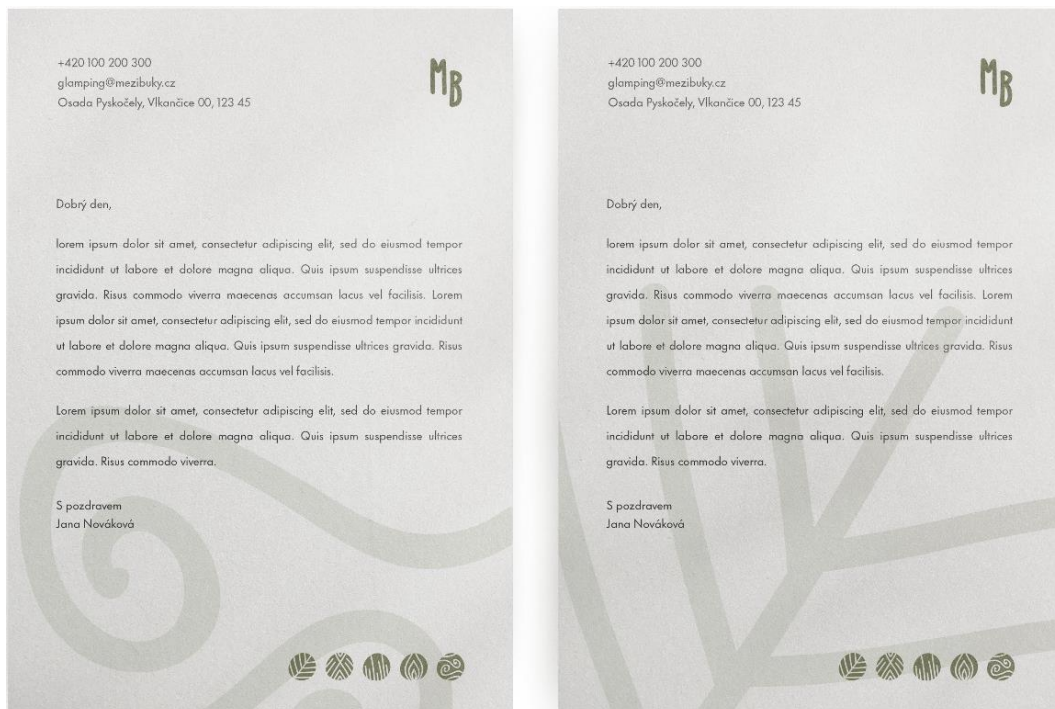 +420 100 200 300
glamping@mezibuky.cz
Osada Pyskočely, Vlkančice 00, 123 45
MB
Dobrý den,
lorem ipsum dolor sit amet, consectetur adipiscing elit, sed do eiusmod tempor
incididunt ut labore et dolore magna aliqua. Quis ipsum suspendisse ultrices
gravida. Risus commodo viverra maecenas accumsan lacus vel facilisis. Lorem
ipsum dolor sit amet, consectetur adipiscing elit, sed do eiusmod tempor incididunt
ut labore et dolore magna aliqua. Quis ipsum suspendisse ultrices gravida. Risus
commodo viverra maecenas accumsan lacus vel facilisis.
Lorem ipsum dolor sit amet, consectetur adipiscing elit, sed do eiusmod tempor
incididunt ut labore et dolore magna aliqua. Quis ipsum suspendisse ultrices
gravida. Risus commodo viverra.
S pozdravem
Jana Nováková
+420 100 200 300
glamping@mezibuky.cz
Osada Pyskočely, Vlkančice 00, 123 45
MB
Dobrý den,
lorem ipsum dolor sit amet, consectetur adipiscing elit, sed do eiusmod tempor
incididunt ut labore et dolore magna aliqua. Quis ipsum suspendisse ultrices
gravida. Risus commodo viverra maecenas accumsan lacus vel facilisis. Lorem
ipsum dolor sit amet, consectetur adipiscing elit, sed do eiusmod tempor incididunt
ut labore et dolore magna aliqua. Quis ipsum suspendisse ultrices gravida. Risus
commodo viverra maecenas accumsan lacus vel facilisis.
Lorem ipsum dolor sit amet, consectetur adipiscing elit, sed do eiusmod tempor
incididunt ut labore et dolore magna aliqua. Quis ipsum suspendisse ultrices
gravida. Risus commodo viverra.
S pozdravem
Jana Nováková